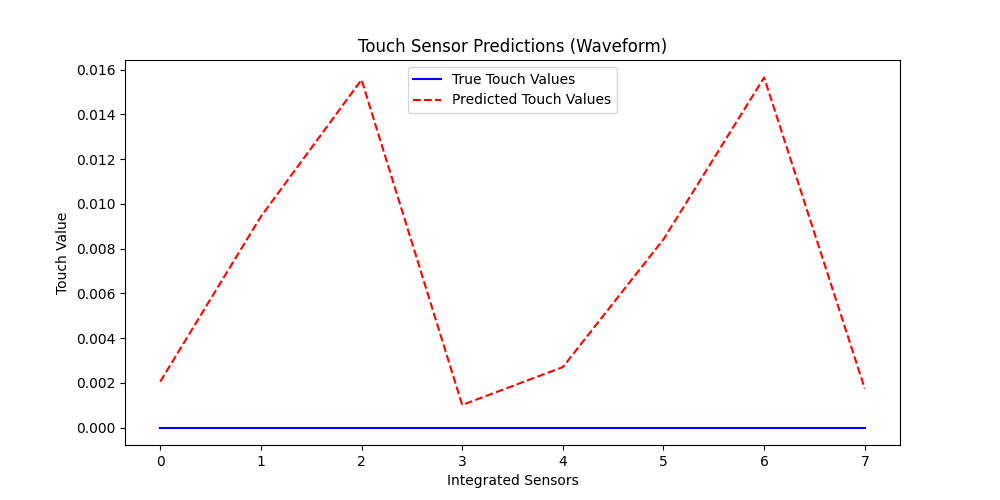 Touch Sensor Predictions (Waveform)
True Touch Values
Predicted Touch Values
0.016
0.014
0.012
0.010
0.008
0.006
0.004
0.002
0.000
Touch Value
0 1 2 3 4 5 6 7
Integrated Sensors